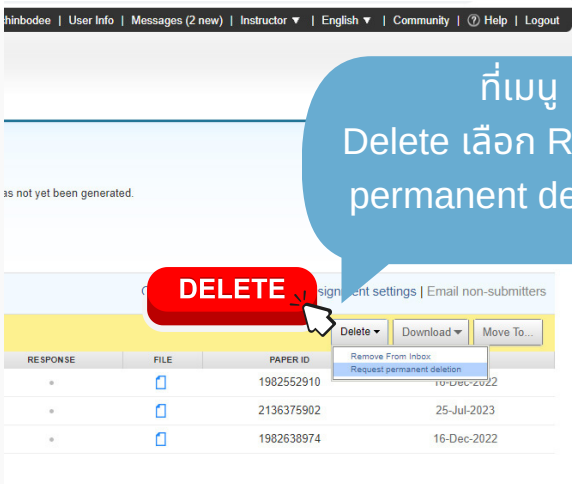 chinbodee | User Info | Messages (2 new) | Instructor ▼ | English ▼ | Community | ? Help | Logout
ที่เมนู
Delete เลือก R
permanent de
as not yet been generated.
DELETE
settings | Email non-submitters
Delete ▼ Download ▼ Move To...
RESPONSE FILE PAPER ID
Remove From Inbox
Request permanent deletion
1982552910 16-Dec-2022
2136375902 25-Jul-2023
1982638974 16-Dec-2022